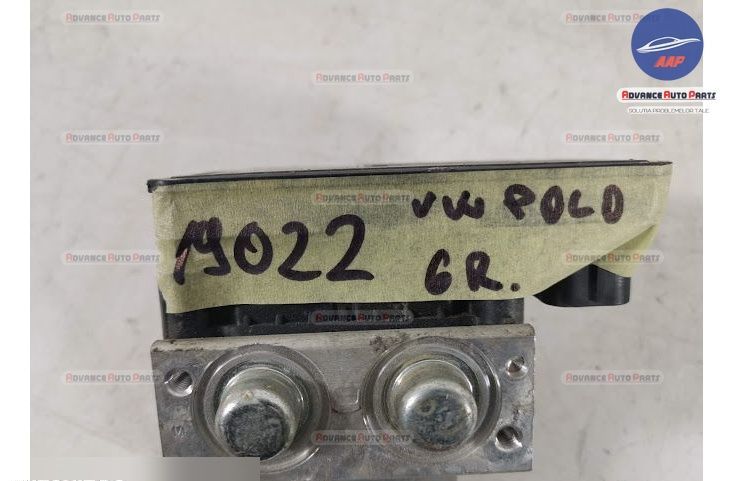 AAP
ADVANCE AUTO PARTS
SOLUTIA PROBLEMELOR TALE
19022 VW POLO
6R.